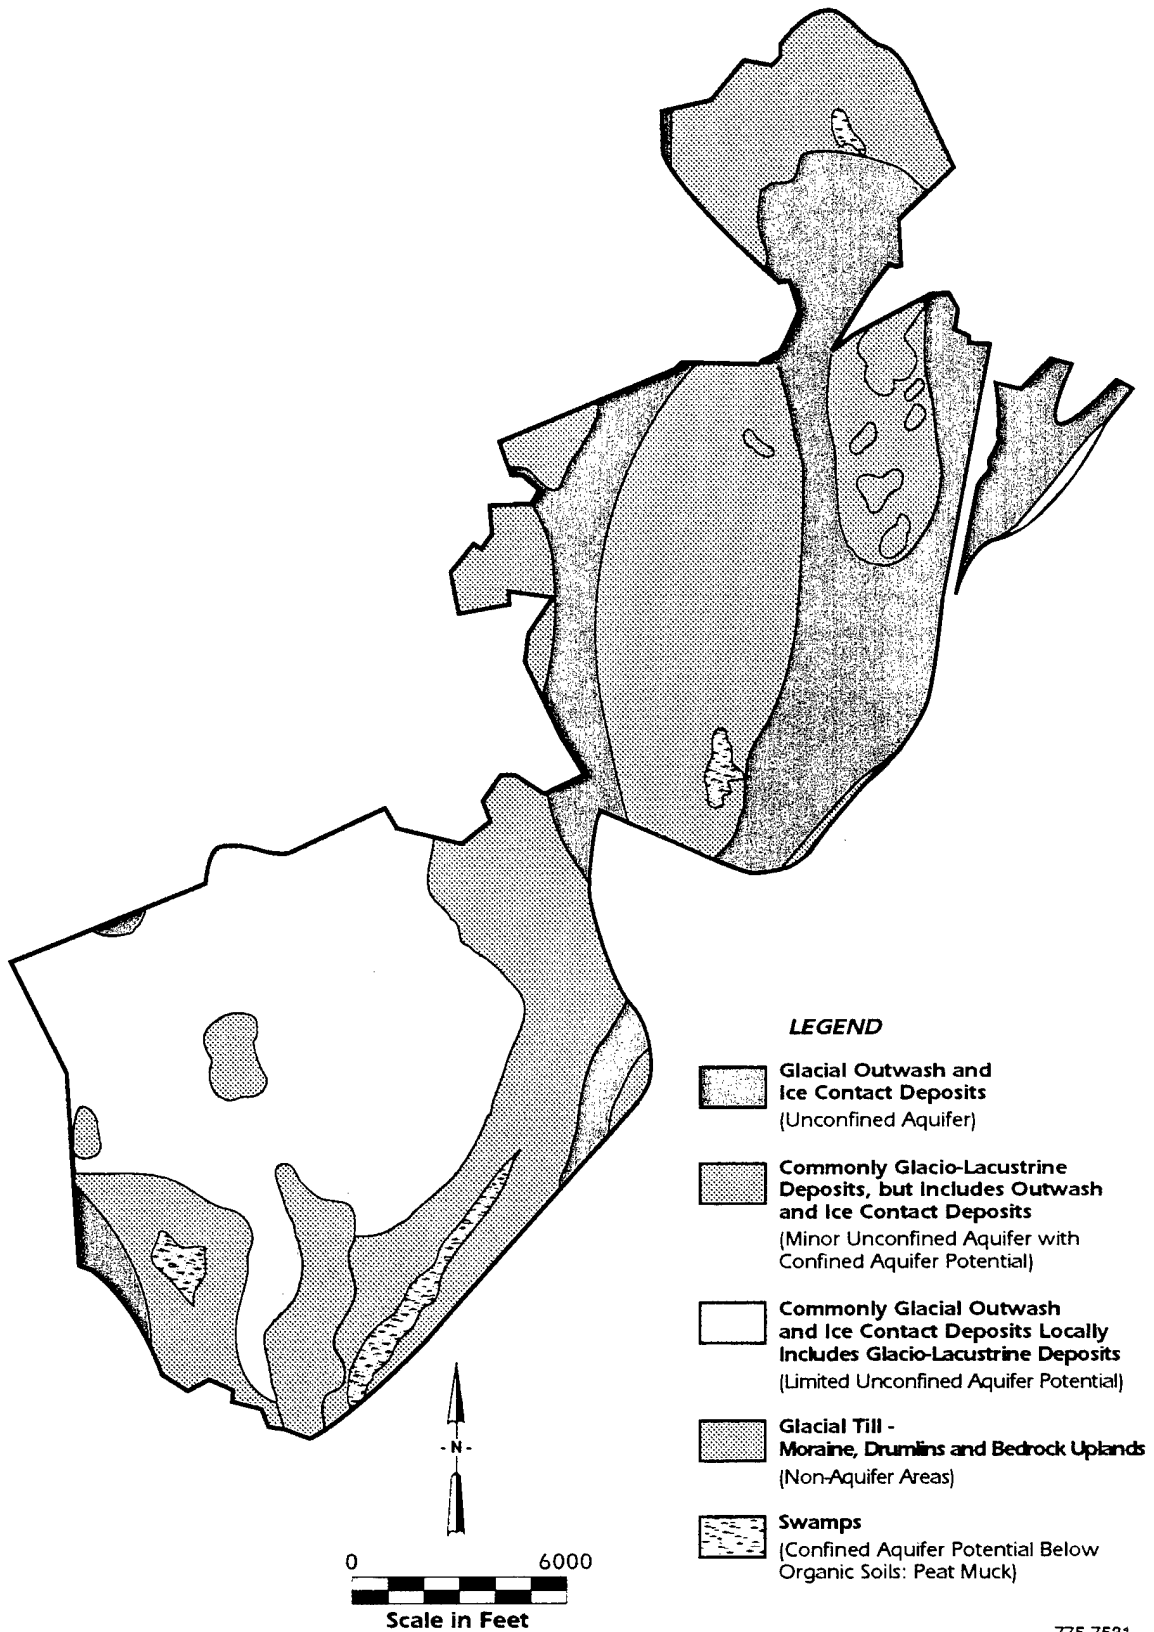 LEGEND
Glacial Outwash and
Ice Contact Deposits
(Unconfined Aquifer)
Commonly Glacio-Lacustrine
Deposits, but Includes Outwash
and Ice Contact Deposits
(Minor Unconfined Aquifer with
Confined Aquifer Potential)
Commonly Glacial Outwash
and Ice Contact Deposits Locally
Includes Glacio-Lacustrine Deposits
(Limited Unconfined Aquifer Potential)
Glacial Till -
Moraine, Drumlins and Bedrock Uplands
(Non-Aquifer Areas)
Swamps
(Confined Aquifer Potential Below
Organic Soils: Peat Muck)
- N -
0 6000
Scale in Feet